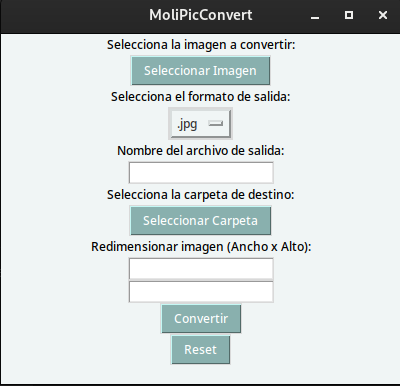 MoliPicConvert
Selecciona la imagen a convertir:
Seleccionar Imagen
Selecciona el formato de salida:
.jpg
Nombre del archivo de salida:
Selecciona la carpeta de destino:
Seleccionar Carpeta
Redimensionar imagen (Ancho x Alto):
Convertir
Reset